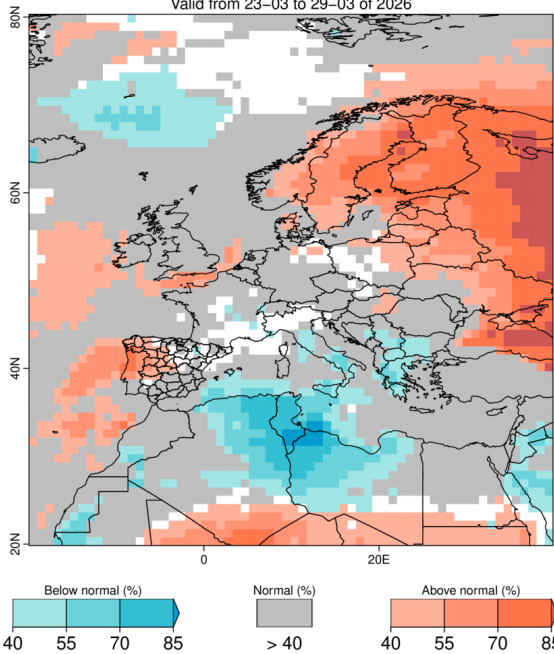 Valid from 23−03 to 29−03 of 2026
80N
60N
40N
20N
0
20E
Below normal (%)
Normal (%)
Above normal (%)
40
55
70
85
> 40
40
55
70
85